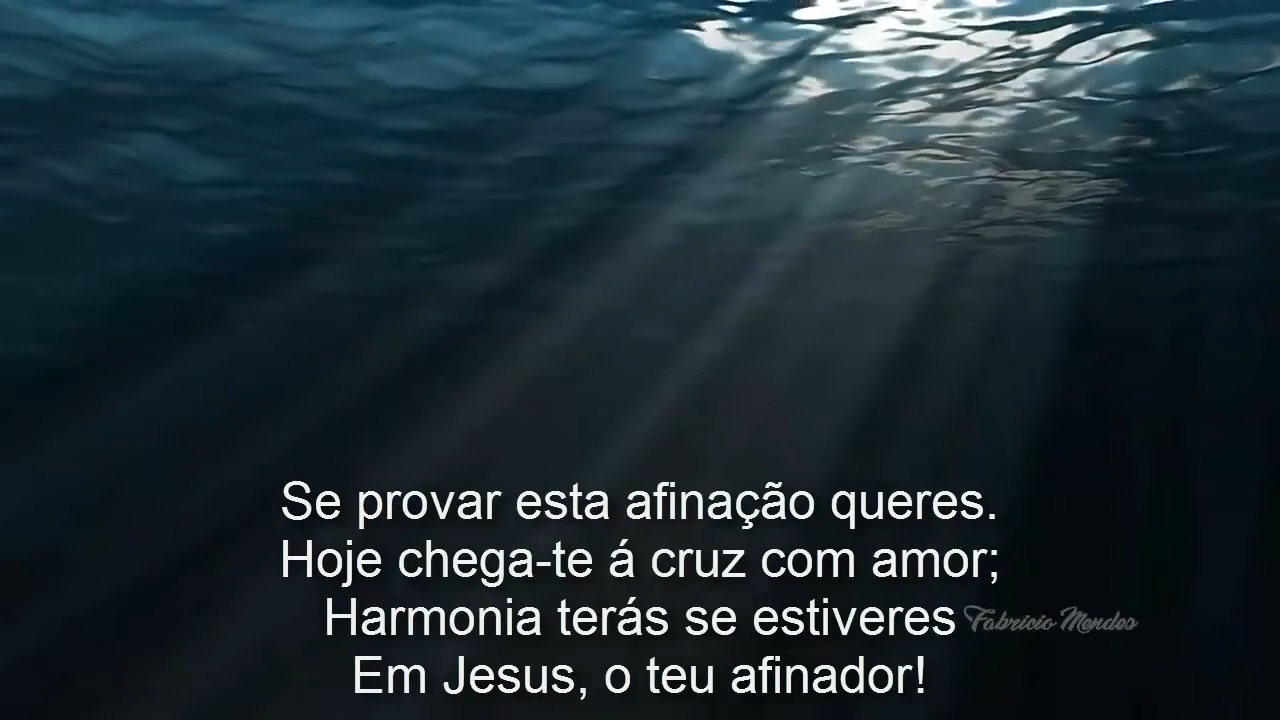 Se provar esta afinação queres.
Hoje chega-te á cruz com amor;
Harmonia terás se estiveres
Fabricio Mendes
Em Jesus, o teu afinador!